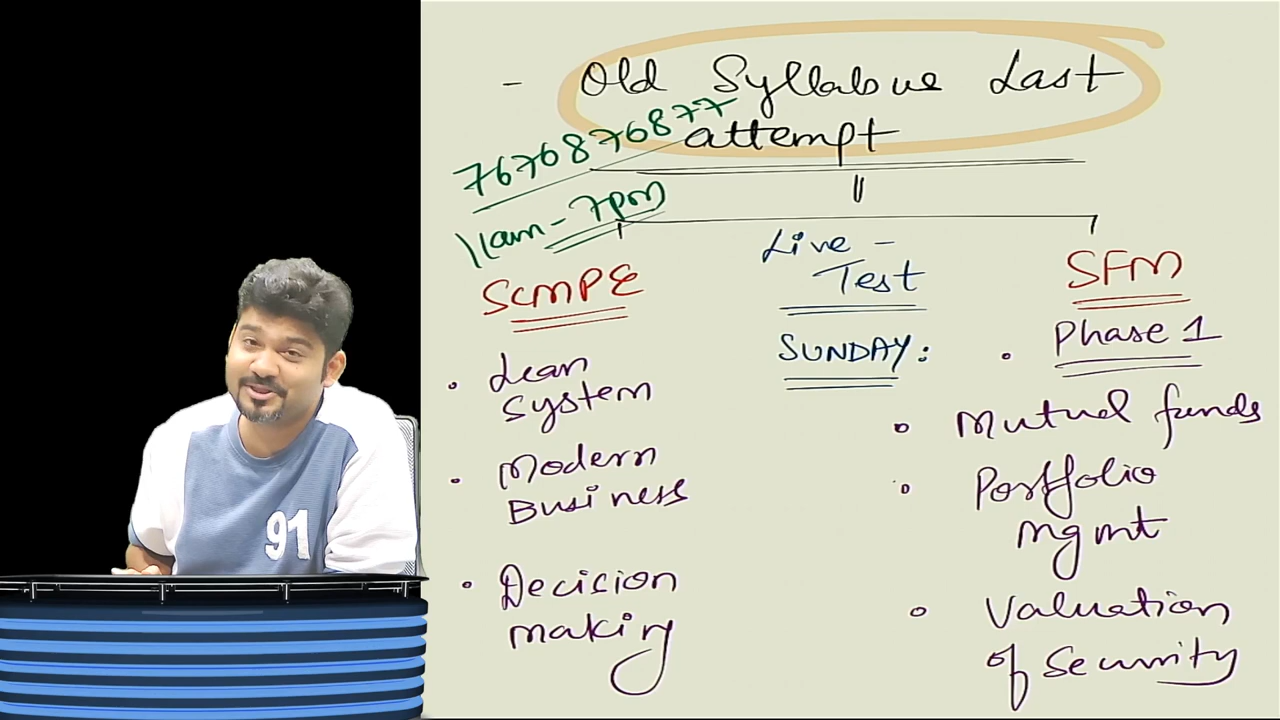 - Old Syllabus Last
attempt
7676876877
11am - 7pm
SCMPE
• Lean
System
• Modern
Business
• Decision
making
Live -
Test
SUNDAY:
SFM
• Phase 1
• Mutual funds
• Portfolio
mgmt
• Valuation
of Security
91